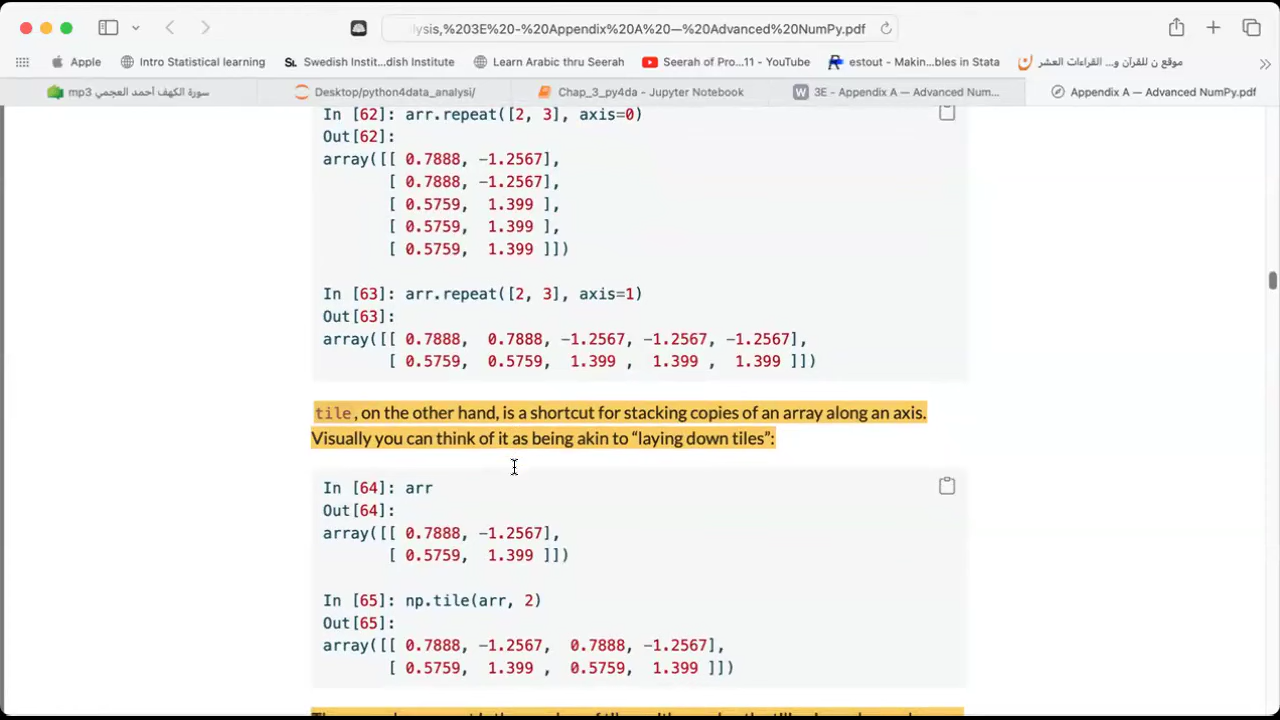 lysis,%203E%20-%20Appendix%20A%20—%20Advanced%20NumPy.pdf
Apple
Intro Statistical learning
SL Swedish Instit...dish Institute
Learn Arabic thru Seerah
Seerah of Pro...11 - YouTube
estout - Makin...bles in Stata
موقع ن للقرآن و... القراءات العشر
سورة الكهف أحمد العجمي mp3
Desktop/python4data_analysi/
Chap_3_py4da - Jupyter Notebook
W 3E - Appendix A — Advanced Num...
Appendix A — Advanced NumPy.pdf
In [62]: arr.repeat([2, 3], axis=0)
Out[62]:
array([[ 0.7888, -1.2567],
[ 0.7888, -1.2567],
[ 0.5759, 1.399 ],
[ 0.5759, 1.399 ],
[ 0.5759, 1.399 ]])
In [63]: arr.repeat([2, 3], axis=1)
Out[63]:
array([[ 0.7888, 0.7888, -1.2567, -1.2567, -1.2567],
[ 0.5759, 0.5759, 1.399 , 1.399 , 1.399 ]])
tile, on the other hand, is a shortcut for stacking copies of an array along an axis.
Visually you can think of it as being akin to “laying down tiles”:
In [64]: arr
Out[64]:
array([[ 0.7888, -1.2567],
[ 0.5759, 1.399 ]])
In [65]: np.tile(arr, 2)
Out[65]:
array([[ 0.7888, -1.2567, 0.7888, -1.2567],
[ 0.5759, 1.399 , 0.5759, 1.399 ]])